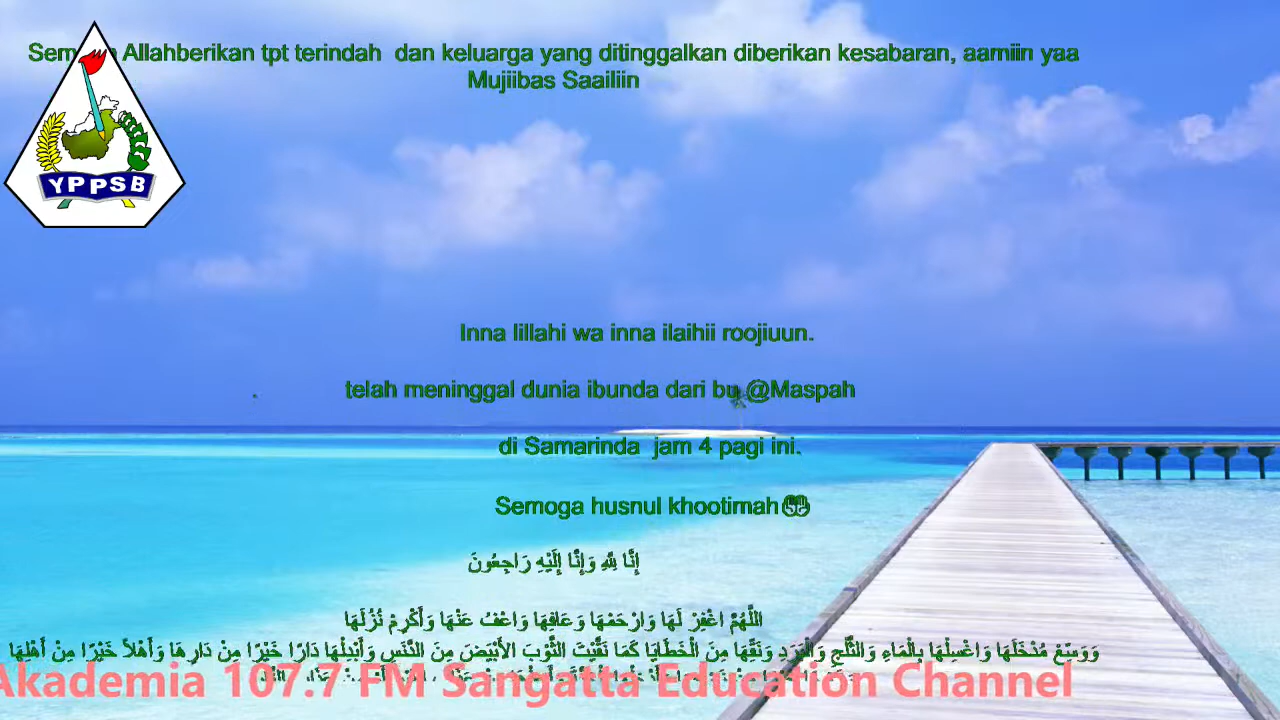 Allahberikan tpt terindah dan keluarga yang ditinggalkan diberikan kesabaran, aamiin yaa
Mujiibas Saailiin
YPPSB
Inna lillahi wa inna ilaihii roojiuun.
telah meninggal dunia ibunda dari bu @Maspah
di Samarinda jam 4 pagi ini.
Semoga husnul khootimah
إِنَّا لِلَّهِ وَإِنَّا إِلَيْهِ رَاجِعُونَ
اللَّهُمَّ اغْفِرْ لَهَا وَارْحَمْهَا وَعَافِهَا وَاعْفُ عَنْهَا وَأَكْرِمْ نُزُلَهَا
وَوَسِّعْ مُدْخَلَهَا وَاغْسِلْهَا بِالْمَاءِ وَالثَّلْجِ وَالْبَرَدِ وَنَقِّهَا مِنَ الْخَطَايَا كَمَا نَقَّيْتَ الثَّوْبَ الأَبْيَضَ مِنَ الدَّنَسِ وَأَبْدِلْهَا دَارًا خَيْرًا مِنْ دَارِهَا وَأَهْلاً خَيْرًا مِنْ أَهْلِهَا
Akademia 107.7 FM Sangatta Education Channel